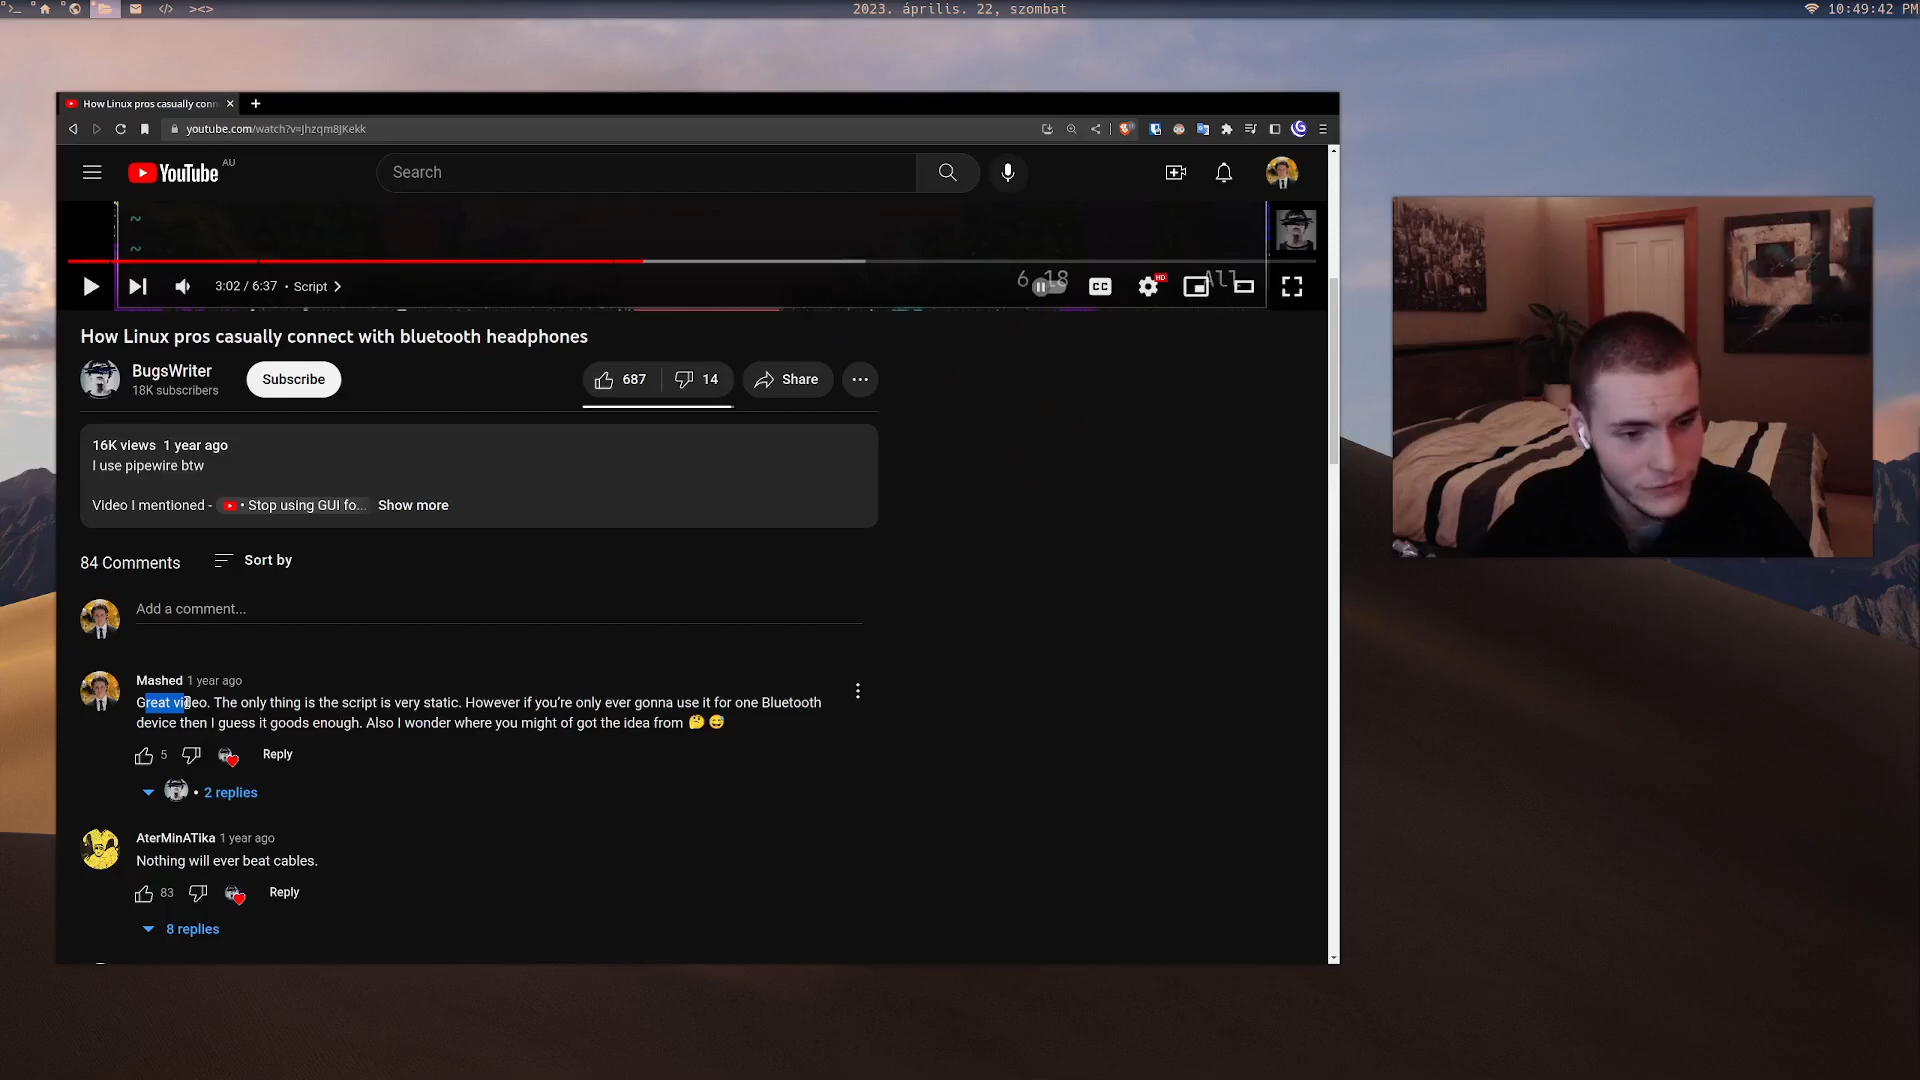 2023. április. 22, szombat
10:49:42 PM
How Linux pros casually conn
youtube.com/watch?v=Jhzqm8JKekk
YouTube AU
Search
~
~
6,18 All
3:02 / 6:37 • Script
CC
HD
How Linux pros casually connect with bluetooth headphones
BugsWriter
18K subscribers
Subscribe
687
14
Share
16K views 1 year ago
I use pipewire btw
Video I mentioned - • Stop using GUI fo... Show more
84 Comments
Sort by
Add a comment...
Mashed 1 year ago
Great video. The only thing is the script is very static. However if you’re only ever gonna use it for one Bluetooth
device then I guess it goods enough. Also I wonder where you might of got the idea from 🤔 😅
5
Reply
• 2 replies
AterMinATika 1 year ago
Nothing will ever beat cables.
83
Reply
8 replies